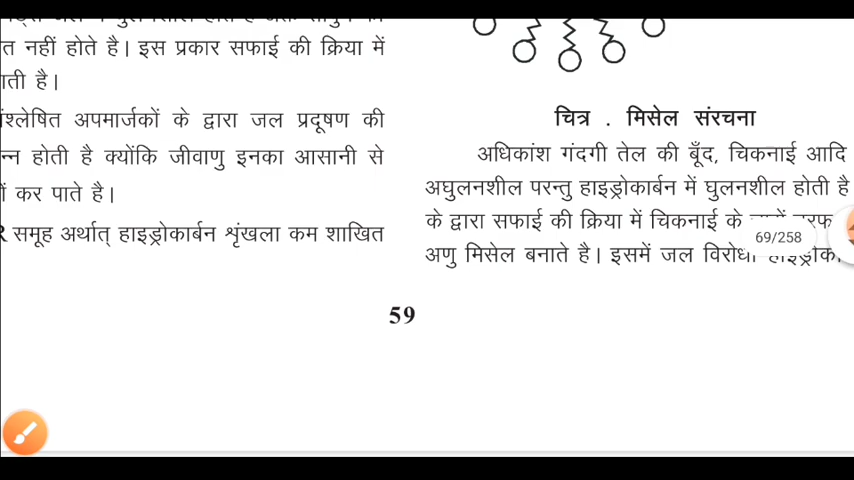 त नहीं होते है। इस प्रकार सफाई की क्रिया में
ाती है।
ंश्लेषित अपमार्जकों के द्वारा जल प्रदूषण की
न्न होती है क्योंकि जीवाणु इनका आसानी से
ं कर पाते है।
R समूह अर्थात् हाइड्रोकार्बन शृंखला कम शाखित
चित्र . मिसेल संरचना
अधिकांश गंदगी तेल की बूँद, चिकनाई आदि
अघुलनशील परन्तु हाइड्रोकार्बन में घुलनशील होती है
के द्वारा सफाई की क्रिया में चिकनाई के
अणु मिसेल बनाते है। इसमें जल विरोधी
69/258
59